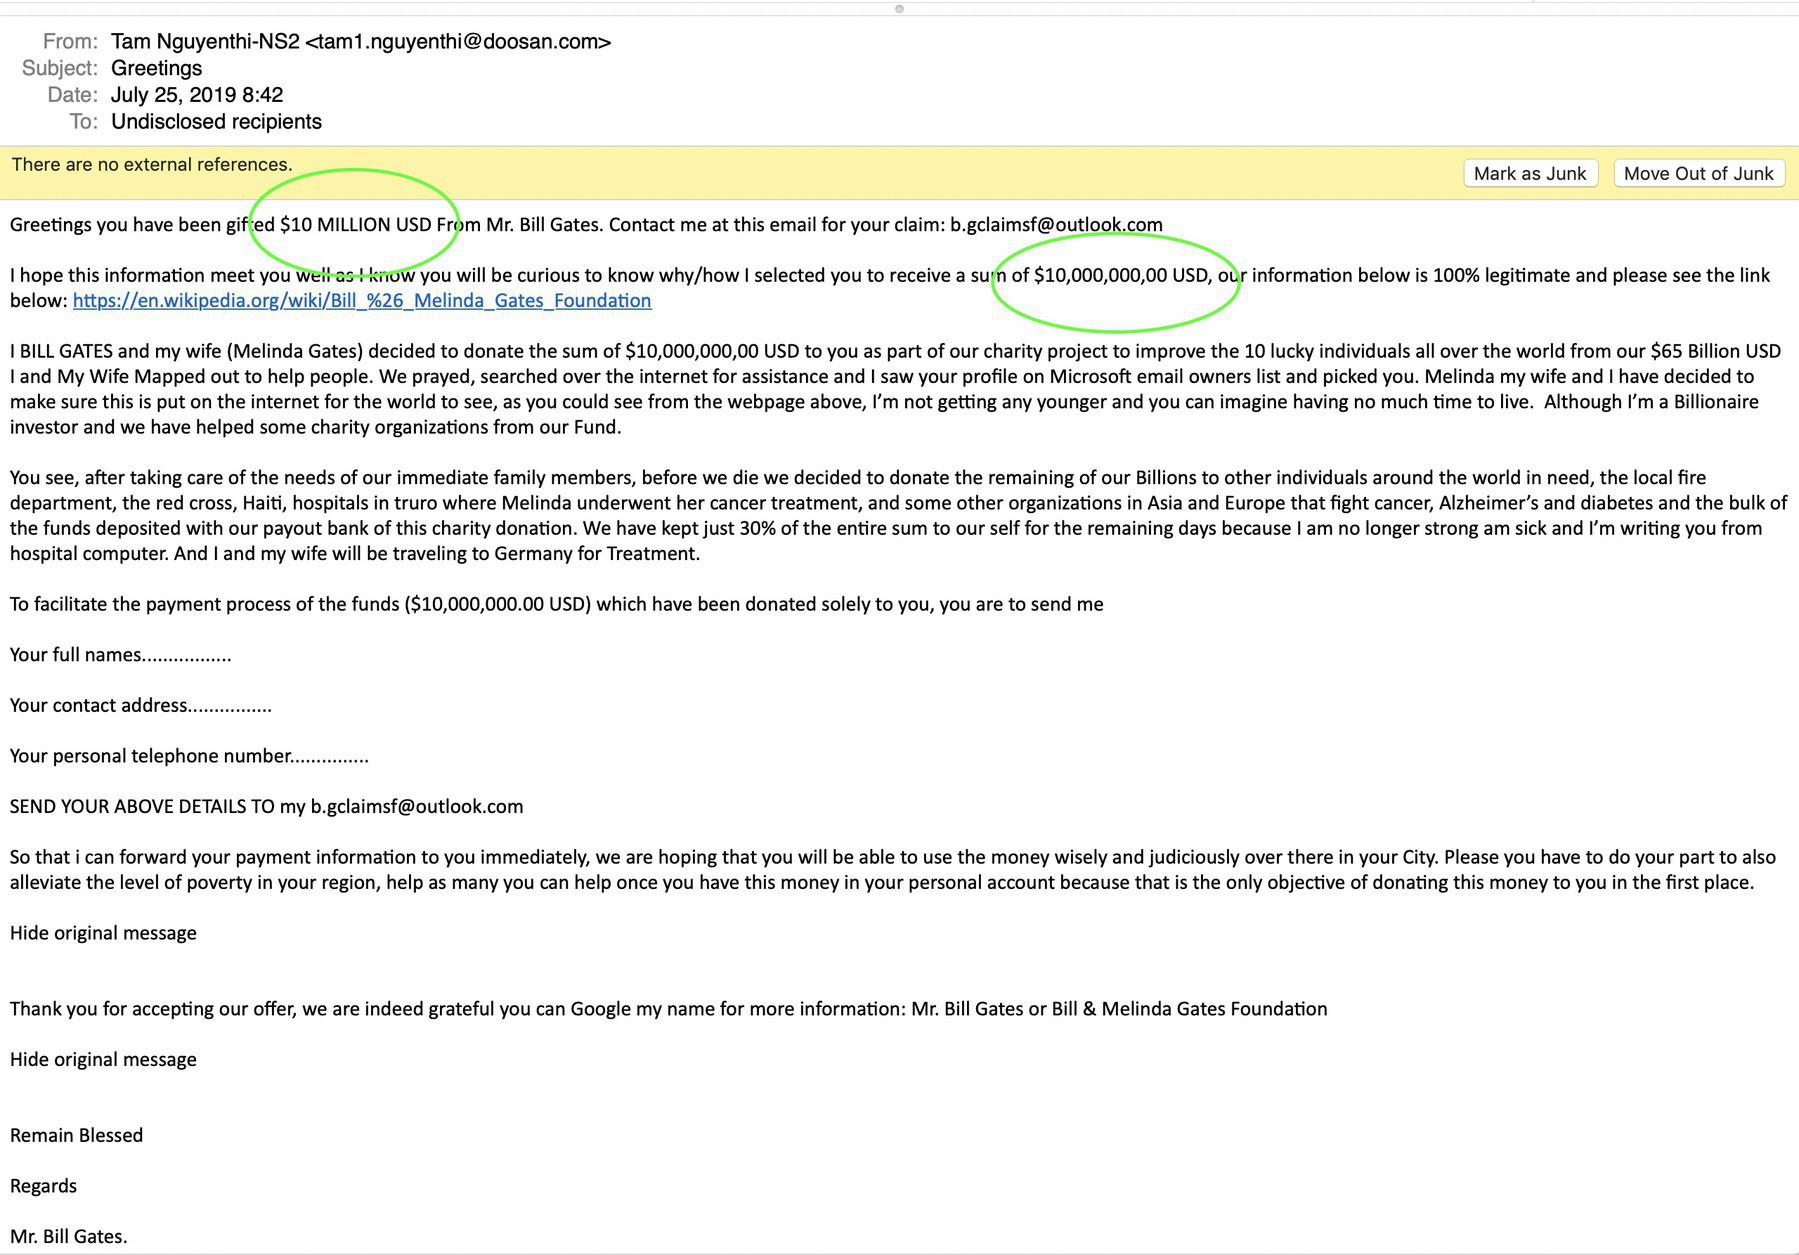 From: Tam Nguyenthi-NS2 <tam1.nguyenthi@doosan.com>
Subject: Greetings
Date: July 25, 2019 8:42
To: Undisclosed recipients
There are no external references.
Mark as Junk
Move Out of Junk
Greetings you have been gifted $10 MILLION USD From Mr. Bill Gates. Contact me at this email for your claim: b.gclaimsf@outlook.com
I hope this information meet you well as I know you will be curious to know why/how I selected you to receive a sum of $10,000,000,00 USD, our information below is 100% legitimate and please see the link
below: https://en.wikipedia.org/wiki/Bill_%26_Melinda_Gates_Foundation
I BILL GATES and my wife (Melinda Gates) decided to donate the sum of $10,000,000,00 USD to you as part of our charity project to improve the 10 lucky individuals all over the world from our $65 Billion USD
I and My Wife Mapped out to help people. We prayed, searched over the internet for assistance and I saw your profile on Microsoft email owners list and picked you. Melinda my wife and I have decided to
make sure this is put on the internet for the world to see, as you could see from the webpage above, I'm not getting any younger and you can imagine having no much time to live.  Although I'm a Billionaire
investor and we have helped some charity organizations from our Fund.
You see, after taking care of the needs of our immediate family members, before we die we decided to donate the remaining of our Billions to other individuals around the world in need, the local fire
department, the red cross, Haiti, hospitals in truro where Melinda underwent her cancer treatment, and some other organizations in Asia and Europe that fight cancer, Alzheimer's and diabetes and the bulk of
the funds deposited with our payout bank of this charity donation. We have kept just 30% of the entire sum to our self for the remaining days because I am no longer strong am sick and I'm writing you from
hospital computer. And I and my wife will be traveling to Germany for Treatment.
To facilitate the payment process of the funds ($10,000,000.00 USD) which have been donated solely to you, you are to send me
Your full names.................
Your contact address................
Your personal telephone number...............
SEND YOUR ABOVE DETAILS TO my b.gclaimsf@outlook.com
So that i can forward your payment information to you immediately, we are hoping that you will be able to use the money wisely and judiciously over there in your City. Please you have to do your part to also
alleviate the level of poverty in your region, help as many you can help once you have this money in your personal account because that is the only objective of donating this money to you in the first place.
Hide original message
Thank you for accepting our offer, we are indeed grateful you can Google my name for more information: Mr. Bill Gates or Bill & Melinda Gates Foundation
Hide original message
Remain Blessed
Regards
Mr. Bill Gates.